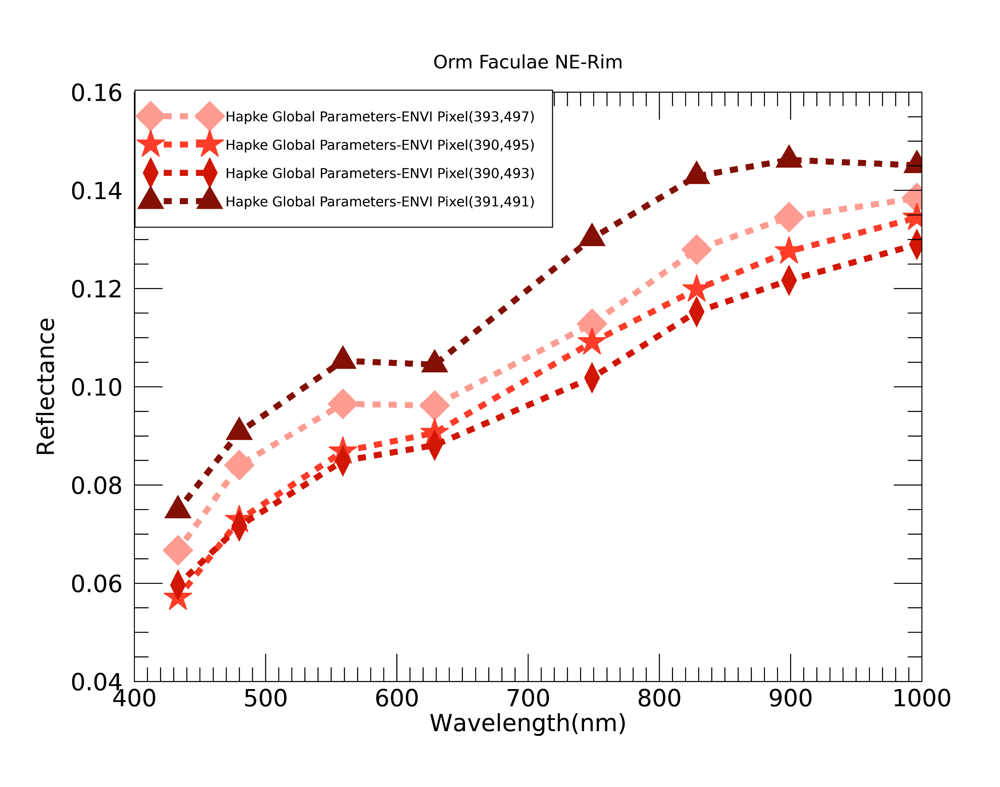 Orm Faculae NE-Rim
0.16
Hapke Global Parameters-ENVI Pixel(393,497)
Hapke Global Parameters-ENVI Pixel(390,495)
Hapke Global Parameters-ENVI Pixel(390,493)
Hapke Global Parameters-ENVI Pixel(391,491)
0.14
0.12
0.10
0.08
0.06
0.04
Reflectance
400 500 600 700 800 900 1000
Wavelength(nm)